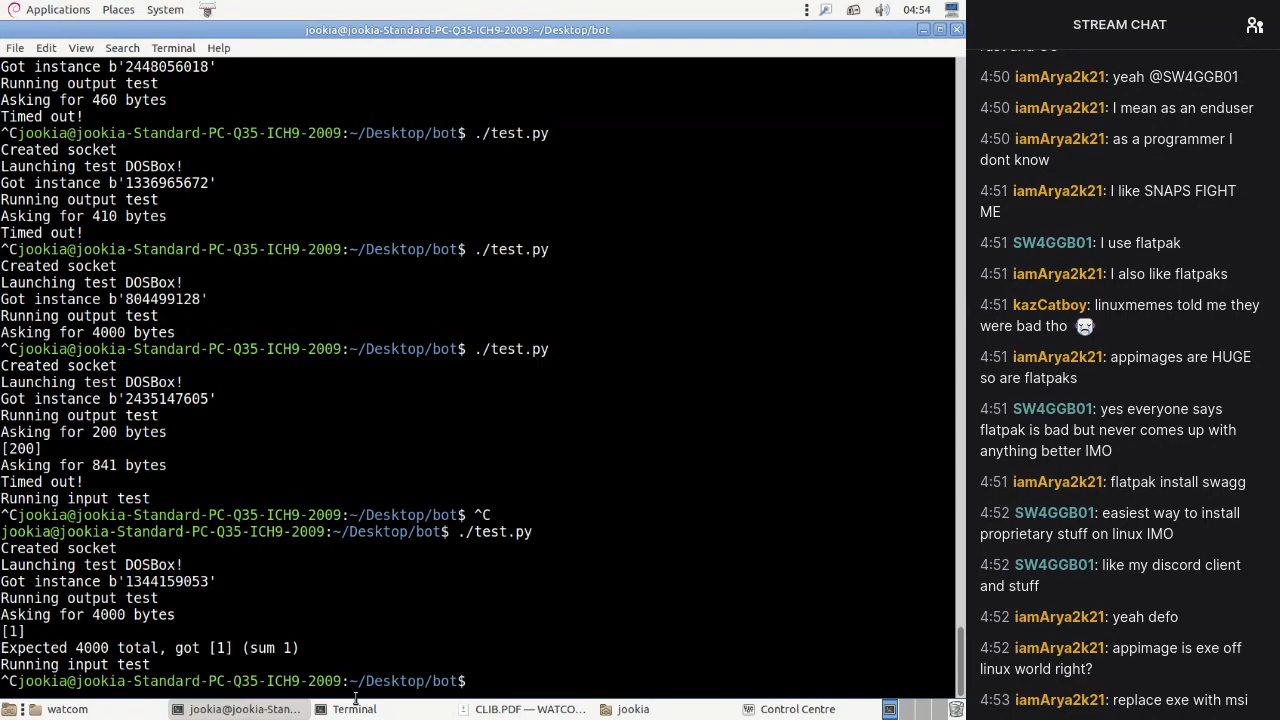 Applications Places System 04:54
jookia@jookia-Standard-PC-Q35-ICH9-2009: ~/Desktop/bot
File Edit View Search Terminal Help
Got instance b'2448056018'
Running output test
Asking for 460 bytes
Timed out!
^Cjookia@jookia-Standard-PC-Q35-ICH9-2009:~/Desktop/bot$ ./test.py
Created socket
Launching test DOSBox!
Got instance b'1336965672'
Running output test
Asking for 410 bytes
Timed out!
^Cjookia@jookia-Standard-PC-Q35-ICH9-2009:~/Desktop/bot$ ./test.py
Created socket
Launching test DOSBox!
Got instance b'804499128'
Running output test
Asking for 4000 bytes
^Cjookia@jookia-Standard-PC-Q35-ICH9-2009:~/Desktop/bot$ ./test.py
Created socket
Launching test DOSBox!
Got instance b'2435147605'
Running output test
Asking for 200 bytes
[200]
Asking for 841 bytes
Timed out!
Running input test
^Cjookia@jookia-Standard-PC-Q35-ICH9-2009:~/Desktop/bot$ ^C
jookia@jookia-Standard-PC-Q35-ICH9-2009:~/Desktop/bot$ ./test.py
Created socket
Launching test DOSBox!
Got instance b'1344159053'
Running output test
Asking for 4000 bytes
[1]
Expected 4000 total, got [1] (sum 1)
Running input test
^Cjookia@jookia-Standard-PC-Q35-ICH9-2009:~/Desktop/bot$
watcom jookia@jookia-Stan... Terminal CLIB.PDF — WATCO... jookia Control Centre
STREAM CHAT
4:50 iamArya2k21: yeah @SW4GGB01
4:50 iamArya2k21: I mean as an enduser
4:50 iamArya2k21: as a programmer I
dont know
4:51 iamArya2k21: I like SNAPS FIGHT
ME
4:51 SW4GGB01: I use flatpak
4:51 iamArya2k21: I also like flatpaks
4:51 kazCatboy: linuxmemes told me they
were bad tho
4:51 iamArya2k21: appimages are HUGE
so are flatpaks
4:51 SW4GGB01: yes everyone says
flatpak is bad but never comes up with
anything better IMO
4:51 iamArya2k21: flatpak install swagg
4:52 SW4GGB01: easiest way to install
proprietary stuff on linux IMO
4:52 SW4GGB01: like my discord client
and stuff
4:52 iamArya2k21: yeah defo
4:52 iamArya2k21: appimage is exe off
linux world right?
4:53 iamArya2k21: replace exe with msi